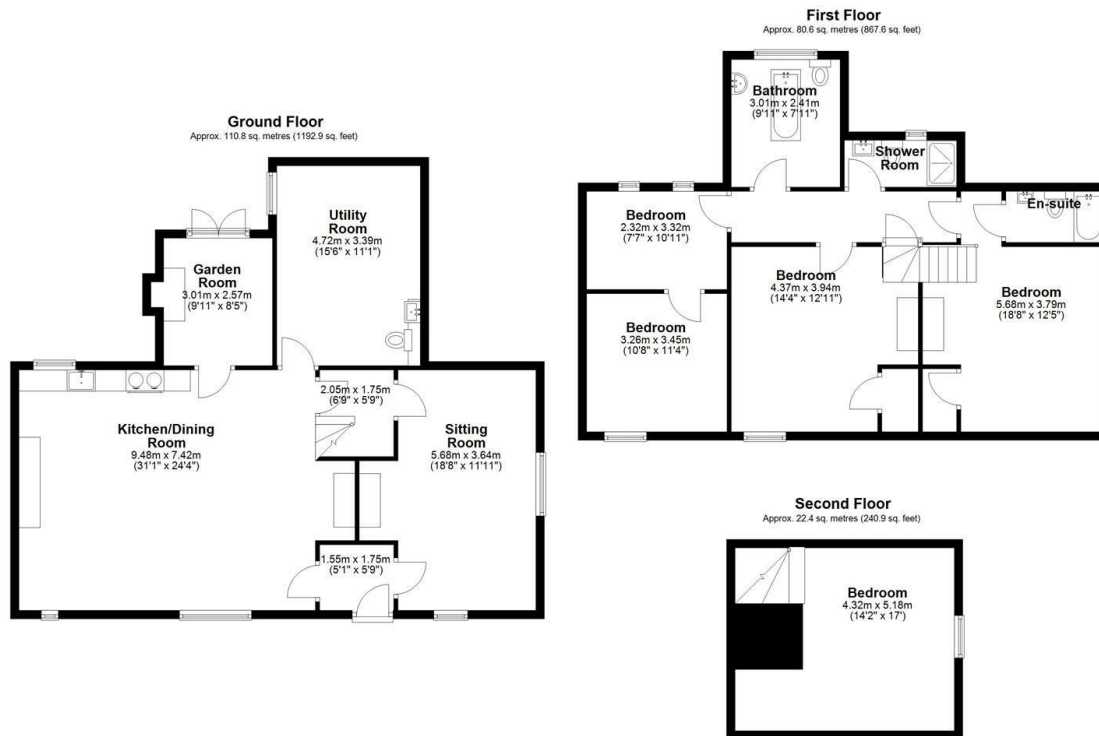 Ground Floor
Approx. 110.8 sq. metres (1192.9 sq. feet)
Utility
Room
4.72m x 3.39m
(15'6" x 11'1")
Garden
Room
3.01m x 2.57m
(9'11" x 8'5")
2.05m x 1.75m
(6'9" x 5'9")
Kitchen/Dining
Room
9.48m x 7.42m
(31'1" x 24'4")
Sitting
Room
5.68m x 3.64m
(18'8" x 11'11")
1.55m x 1.75m
(5'1" x 5'9")
First Floor
Approx. 80.6 sq. metres (867.6 sq. feet)
Bathroom
3.01m x 2.41m
(9'11" x 7'11")
Shower
Room
En-suite
Bedroom
2.32m x 3.32m
(7'7" x 10'11")
Bedroom
4.37m x 3.94m
(14'4" x 12'11")
Bedroom
5.68m x 3.79m
(18'8" x 12'5")
Bedroom
3.26m x 3.45m
(10'8" x 11'4")
Second Floor
Approx. 22.4 sq. metres (240.9 sq. feet)
Bedroom
4.32m x 5.18m
(14'2" x 17')